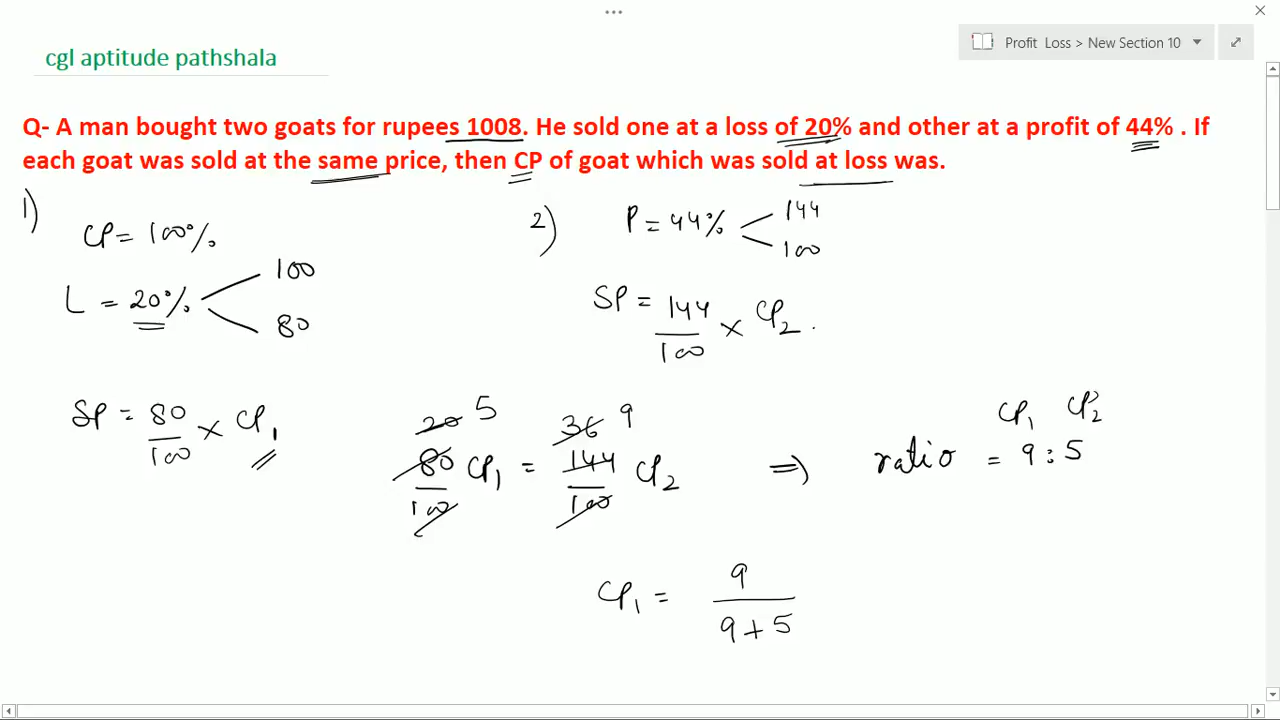 cgl aptitude pathshala
Profit Loss > New Section 10
Q- A man bought two goats for rupees 1008. He sold one at a loss of 20% and other at a profit of 44% . If
each goat was sold at the same price, then CP of goat which was sold at loss was.
1)
CP = 100%
L = 20% 100
80
2) P = 44% 144
100
SP = 144/100 × CP2 .
SP = 80/100 × CP1
20 5 36 9
80/100 CP1 = 144/100 CP2 ⇒ ratio = 9 : 5
CP1 CP2
CP1 = 9/9+5